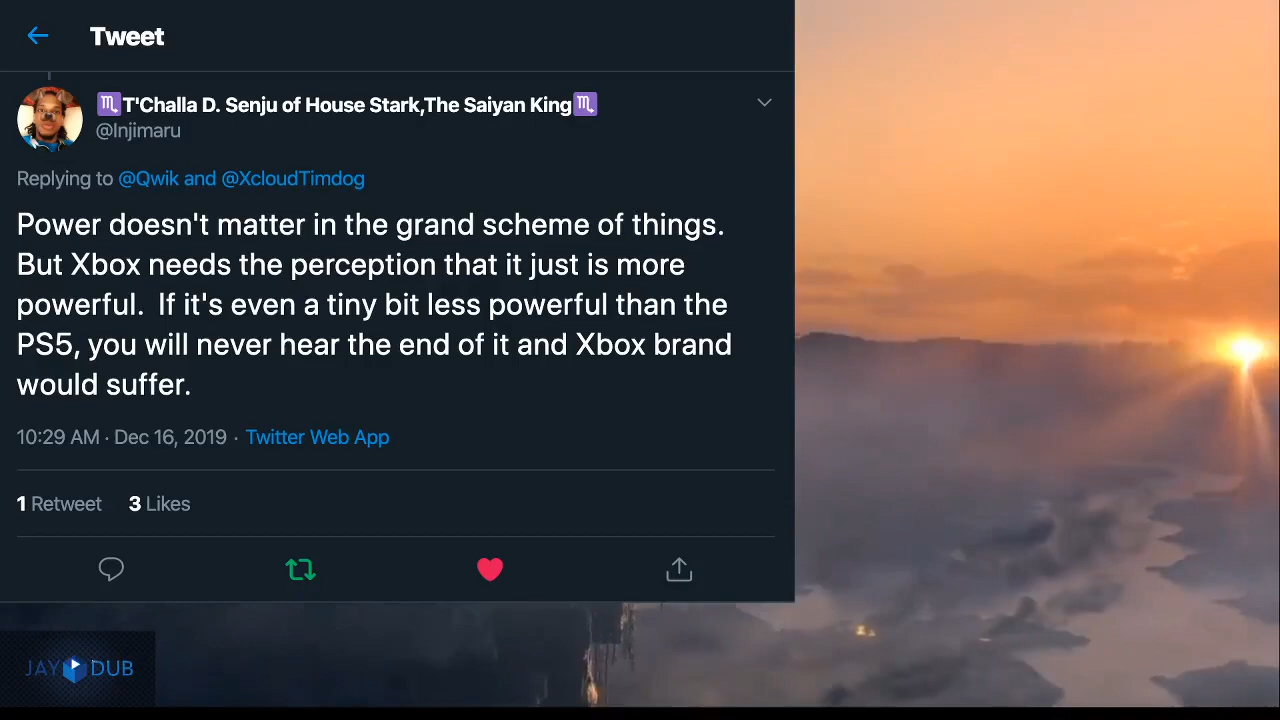 Tweet
♏T'Challa D. Senju of House Stark,The Saiyan King♏
@Injimaru
Replying to @Qwik and @XcloudTimdog
Power doesn't matter in the grand scheme of things.
But Xbox needs the perception that it just is more
powerful.  If it's even a tiny bit less powerful than the
PS5, you will never hear the end of it and Xbox brand
would suffer.
10:29 AM · Dec 16, 2019 · Twitter Web App
1 Retweet 3 Likes
JAY DUB